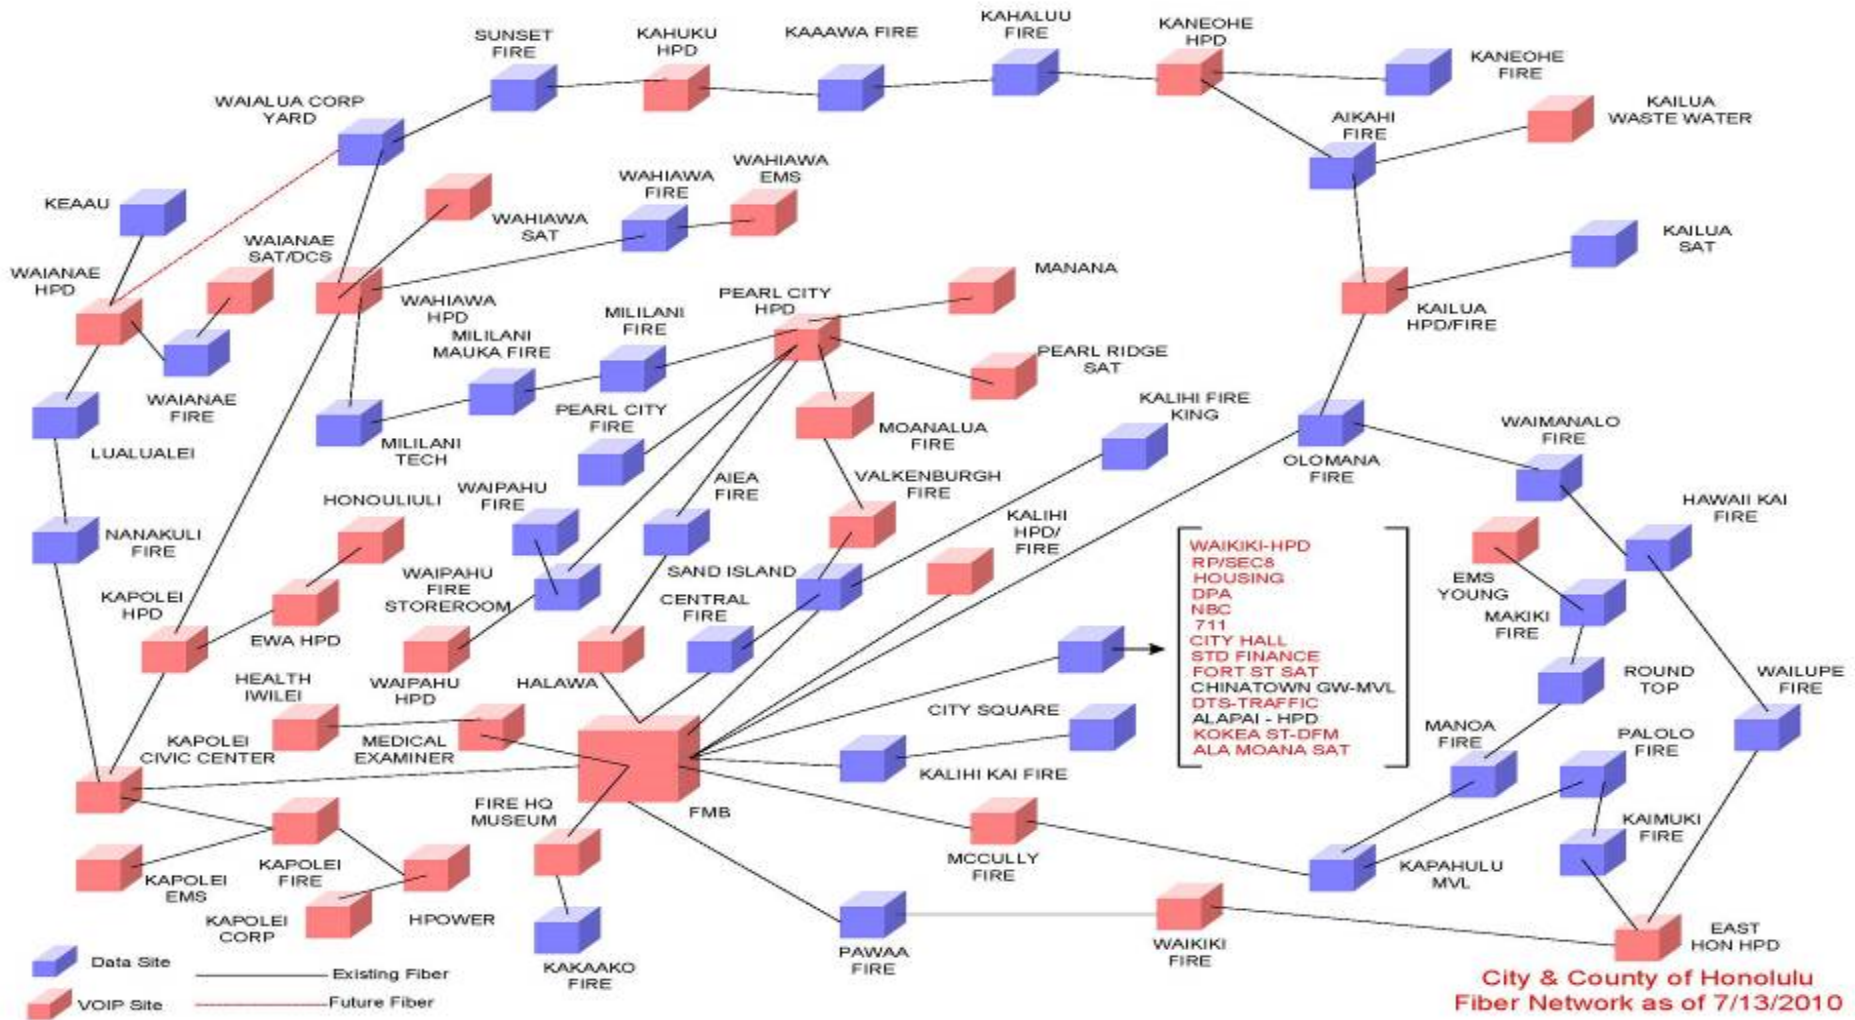 KAHALUU
FIRE
KANEOHE
HPD
SUNSET
FIRE
KAHUKU
HPD
KAAAWA FIRE
KANEOHE
FIRE
WAIALUA CORP
YARD
KAILUA
WASTE WATER
AIKAHI
FIRE
WAHIAWA
EMS
WAHIAWA
FIRE
KEAAU
WAHIAWA
SAT
WAIANAE
SAT/DCS
KAILUA
SAT
WAIANAE
HPD
MANANA
PEARL CITY
HPD
WAHIAWA
HPD
KAILUA
HPD/FIRE
MILILANI
FIRE
MILILANI
MAUKA FIRE
PEARL RIDGE
SAT
WAIANAE
FIRE
KALIHI FIRE
KING
PEARL CITY
FIRE
MOANALUA
FIRE
WAIMANALO
FIRE
LUALUALEI
MILILANI
TECH
OLOMANA
FIRE
AIEA
FIRE
VALKENBURGH
FIRE
WAIPAHU
FIRE
HONOULIULI
HAWAII KAI
FIRE
KALIHI
HPD/
FIRE
NANAKULI
FIRE
WAIKIKI-HPD
RP/SEC8
HOUSING
DPA
NBC
711
CITY HALL
STD FINANCE
FORT ST SAT
CHINATOWN GW-MVL
DTS-TRAFFIC
ALAPAI - HPD
KOKEA ST-DFM
ALA MOANA SAT
WAIPAHU
FIRE
STOREROOM
SAND ISLAND
EMS
YOUNG
KAPOLEI
HPD
CENTRAL
FIRE
MAKIKI
FIRE
EWA HPD
HEALTH
IWILEI
WAIPAHU
HPD
HALAWA
ROUND
TOP
WAILUPE
FIRE
CITY SQUARE
KAPOLEI
CIVIC CENTER
MEDICAL
EXAMINER
MANOA
FIRE
PALOLO
FIRE
KALIHI KAI FIRE
FIRE HQ
MUSEUM
FMB
KAIMUKI
FIRE
MCCULLY
FIRE
KAPAHULU
MVL
KAPOLEI
FIRE
KAPOLEI
EMS
KAPOLEI
CORP
HPOWER
EAST
HON HPD
PAWAA
FIRE
WAIKIKI
FIRE
KAKAAKO
FIRE
Data Site
Existing Fiber
VOIP Site
Future Fiber
City & County of Honolulu
Fiber Network as of 7/13/2010